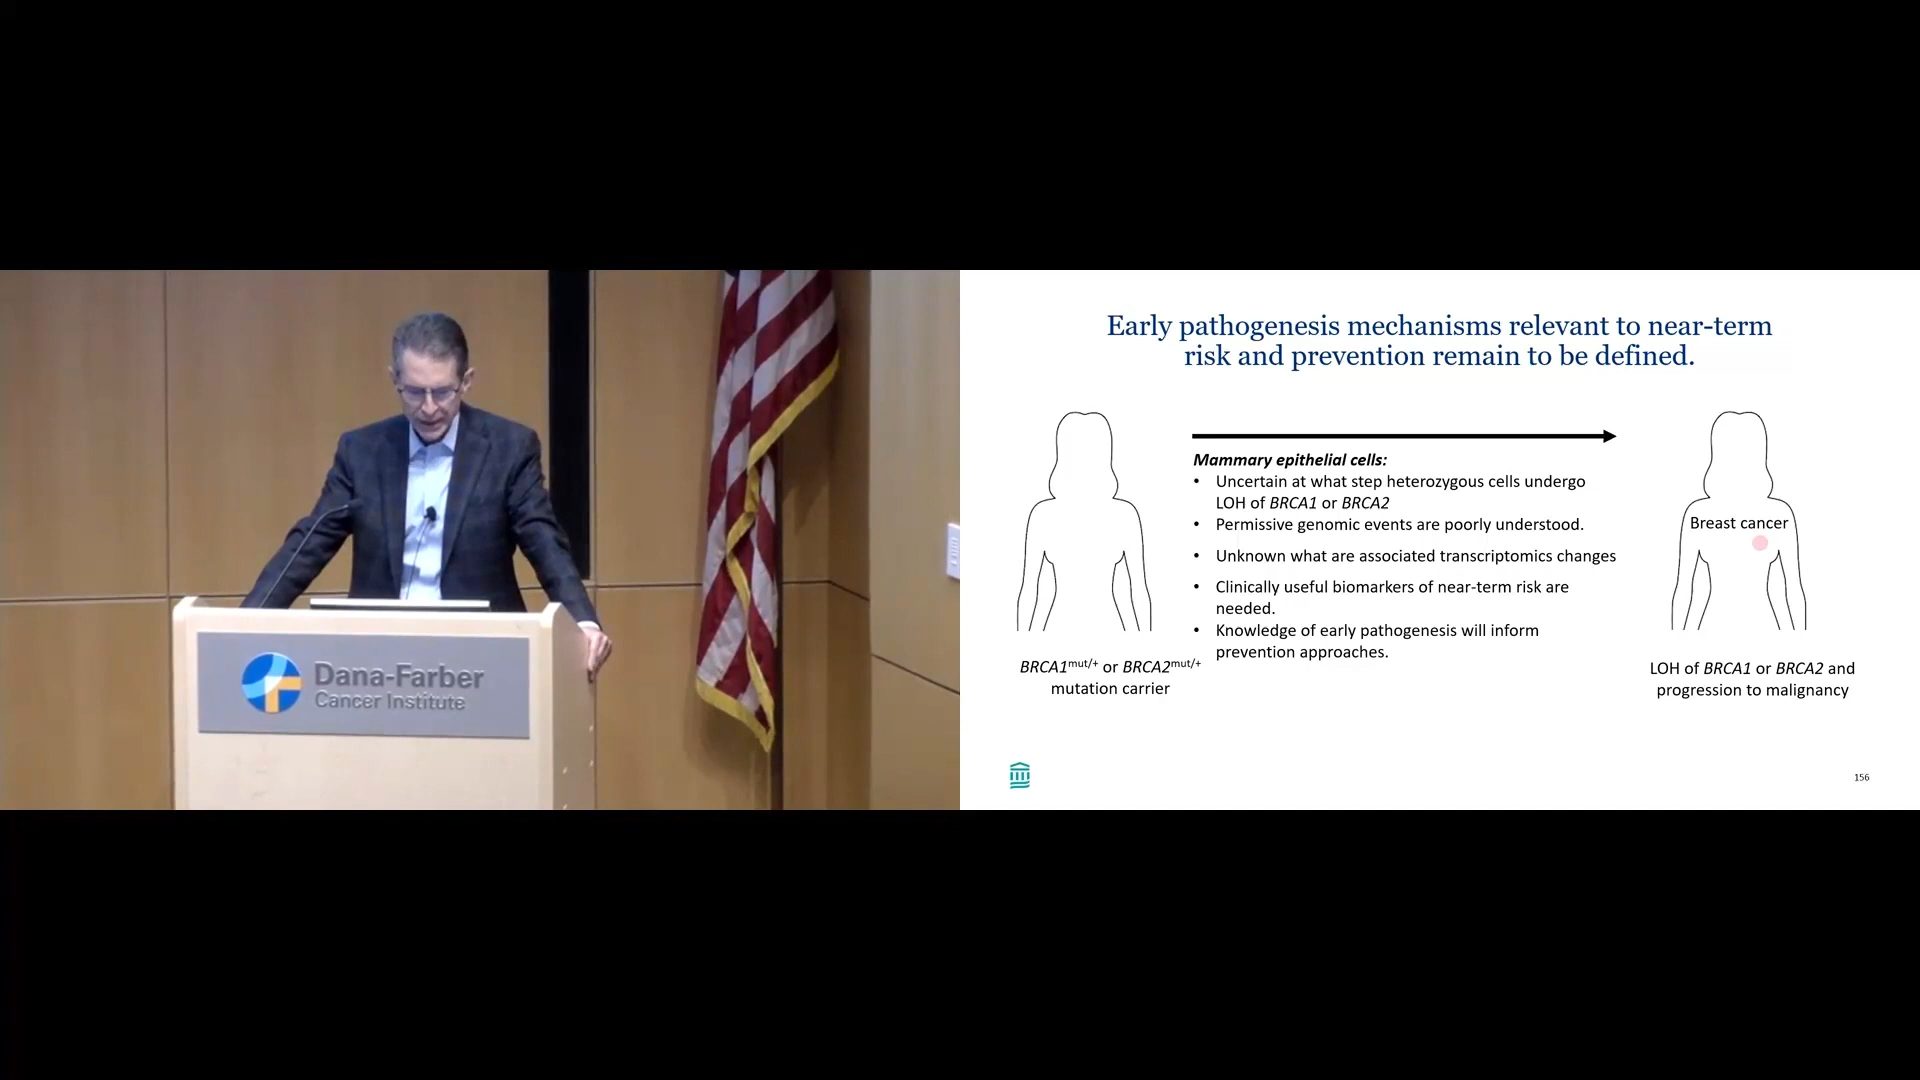 Dana-Farber
Cancer Institute
Early pathogenesis mechanisms relevant to near-term
risk and prevention remain to be defined.
Mammary epithelial cells:
• Uncertain at what step heterozygous cells undergo
LOH of BRCA1 or BRCA2
• Permissive genomic events are poorly understood.
• Unknown what are associated transcriptomics changes
• Clinically useful biomarkers of near-term risk are
needed.
• Knowledge of early pathogenesis will inform
prevention approaches.
BRCA1mut/+ or BRCA2mut/+
mutation carrier
Breast cancer
LOH of BRCA1 or BRCA2 and
progression to malignancy
156